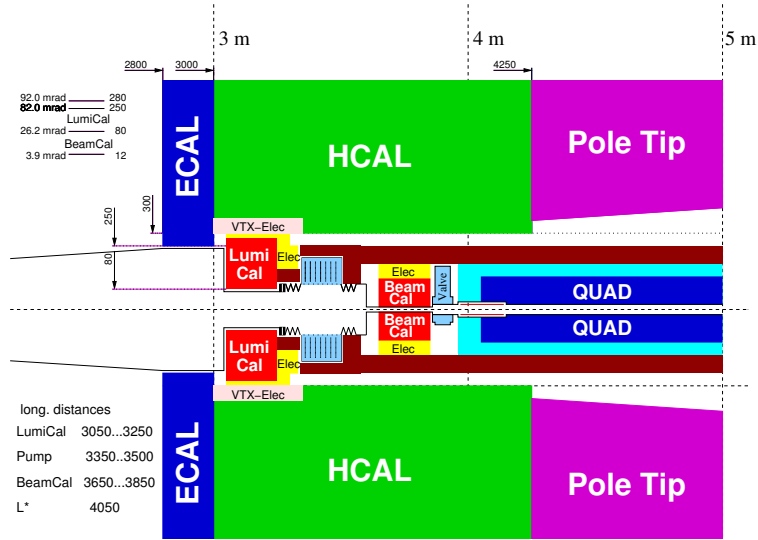 3 m
4 m
5 m
2800
3000
4250
92.0 mrad 280
82.0 mrad 250
LumiCal
26.2 mrad 80
BeamCal
3.9 mrad 12
ECAL
HCAL
Pole Tip
300
250
80
VTX−Elec
Lumi
Cal
Elec
Elec
Beam
Cal
Valve
QUAD
Beam
Cal
QUAD
Lumi
Cal
Elec
Elec
VTX−Elec
ECAL
HCAL
Pole Tip
long. distances
LumiCal 3050...3250
Pump 3350..3500
BeamCal 3650...3850
L* 4050